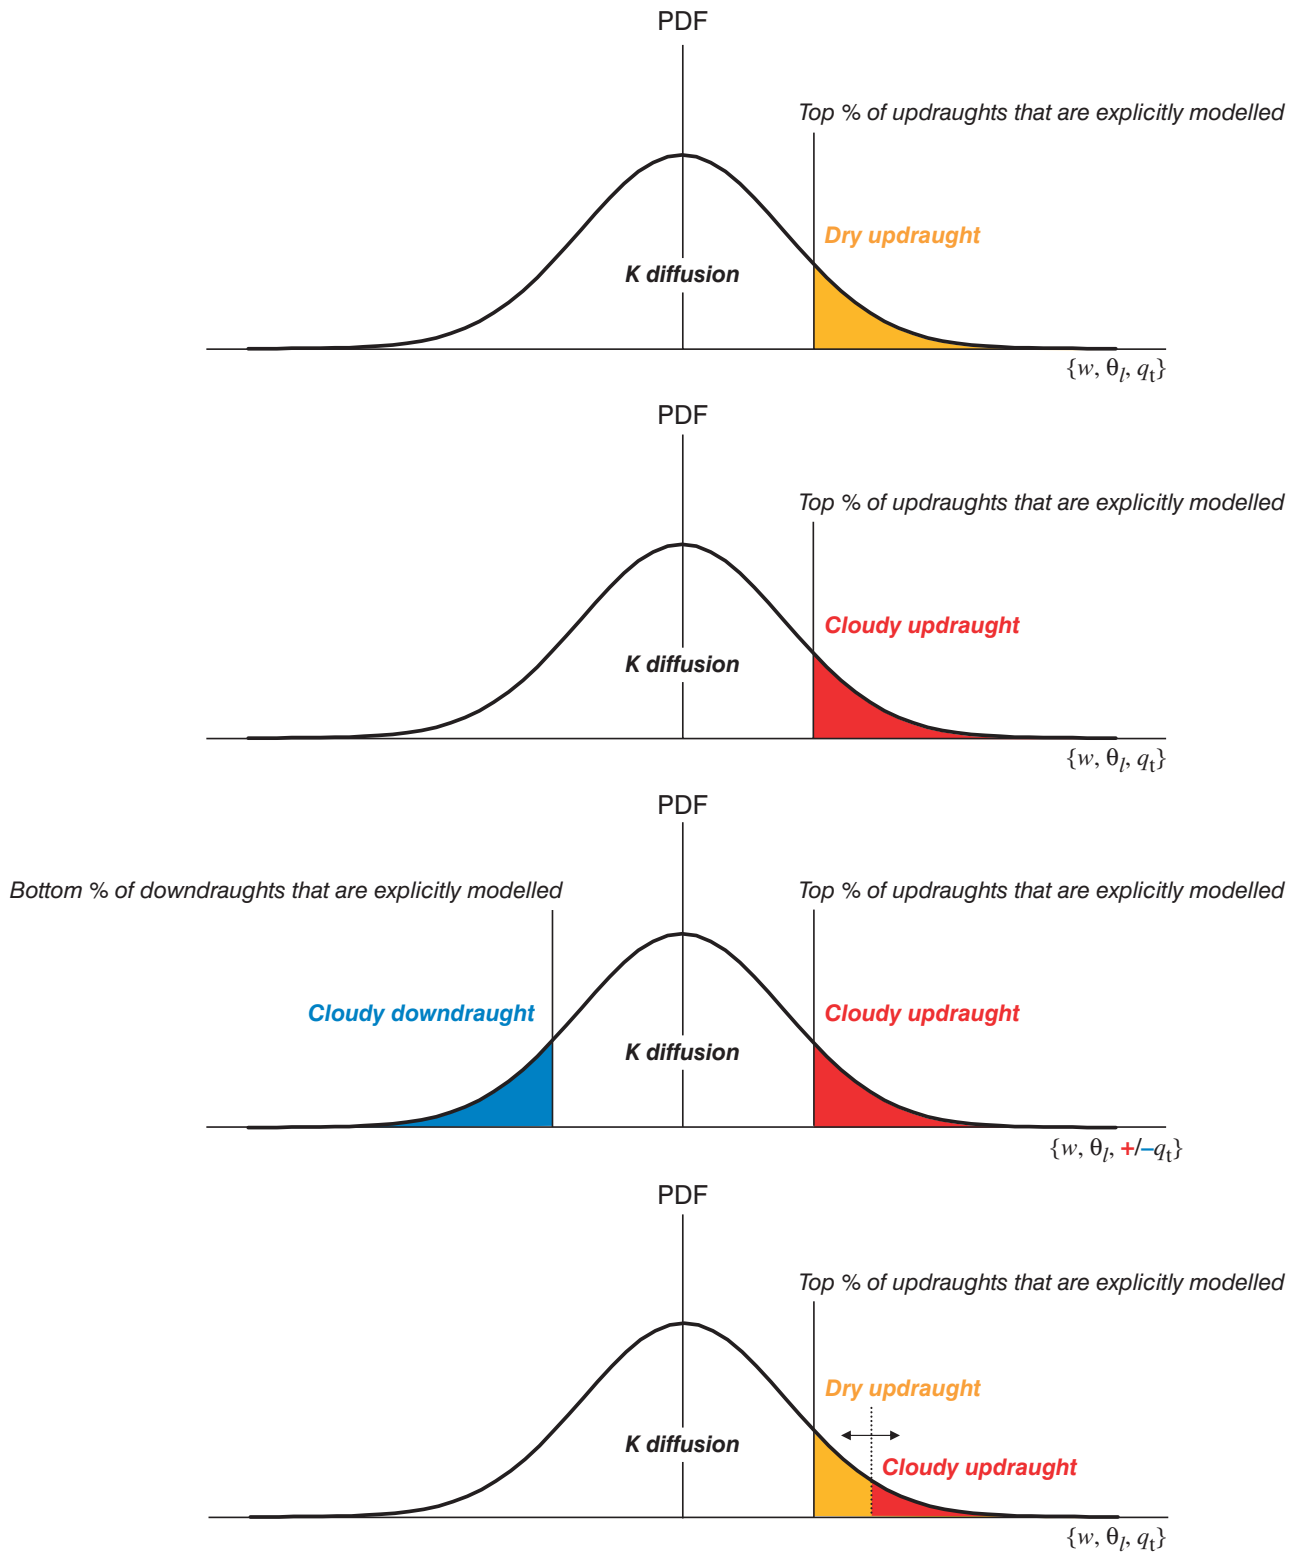 PDF
Top % of updraughts that are explicitly modelled
Dry updraught
K diffusion
{w, θl, qt}
PDF
Top % of updraughts that are explicitly modelled
Cloudy updraught
K diffusion
{w, θl, qt}
PDF
Bottom % of downdraughts that are explicitly modelled
Top % of updraughts that are explicitly modelled
Cloudy downdraught
Cloudy updraught
K diffusion
{w, θl, +/–qt}
PDF
Top % of updraughts that are explicitly modelled
Dry updraught
K diffusion
Cloudy updraught
{w, θl, qt}